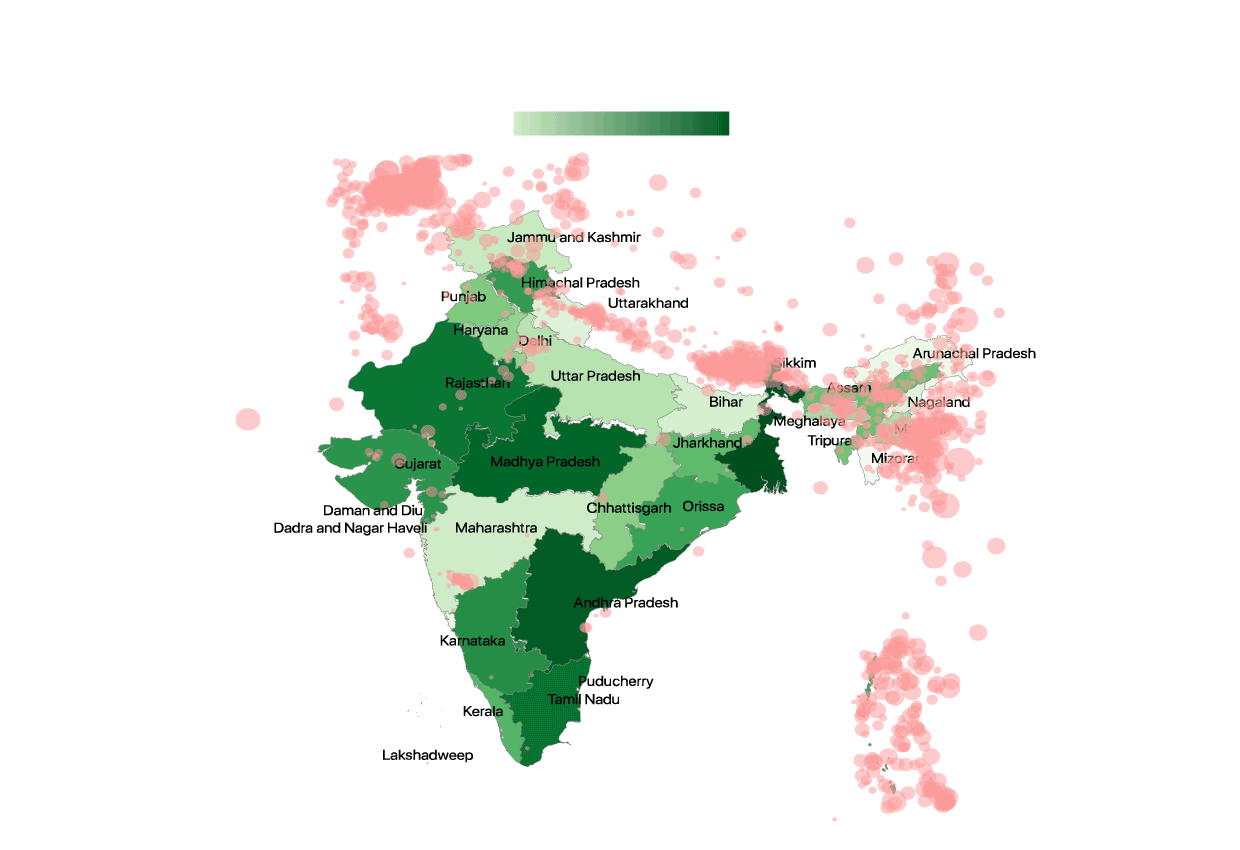 Jammu and Kashmir
Himachal Pradesh
Punjab
Uttarakhand
Haryana
Delhi
Arunachal Pradesh
Sikkim
Rajasthan
Uttar Pradesh
Assam
Bihar
Nagaland
Meghalaya
Tripura
Jharkhand
Mizoram
Gujarat
Madhya Pradesh
Daman and Diu
Chhattisgarh
Orissa
Dadra and Nagar Haveli
Maharashtra
Andhra Pradesh
Karnataka
Puducherry
Tamil Nadu
Kerala
Lakshadweep